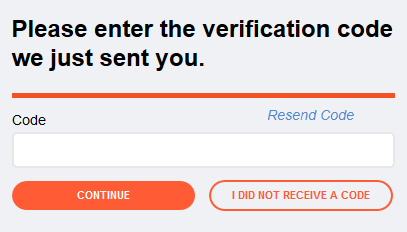 Please enter the verification code
we just sent you.
Resend Code
Code
CONTINUE
I DID NOT RECEIVE A CODE